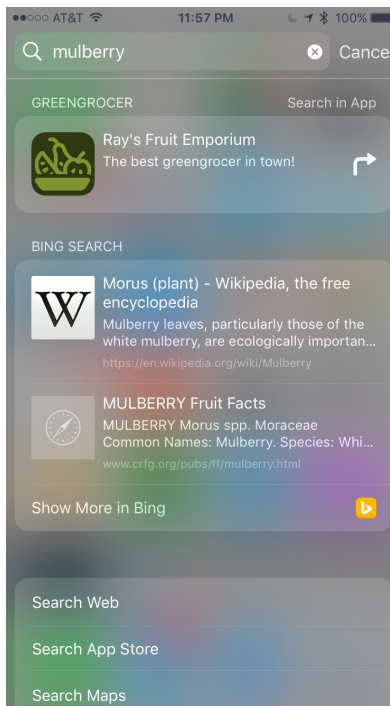 AT&T 11:57 PM 100%
mulberry Cance
GREENGROCER Search in App
Ray's Fruit Emporium
The best greengrocer in town!
BING SEARCH
W Morus (plant) - Wikipedia, the free
encyclopedia
Mulberry leaves, particularly those of the
white mulberry, are ecologically importan...
https://en.wikipedia.org/wiki/Mulberry
MULBERRY Fruit Facts
MULBERRY Morus spp. Moraceae
Common Names: Mulberry. Species: Whi...
www.crfg.org/pubs/ff/mulberry.html
Show More in Bing
Search Web
Search App Store
Search Maps